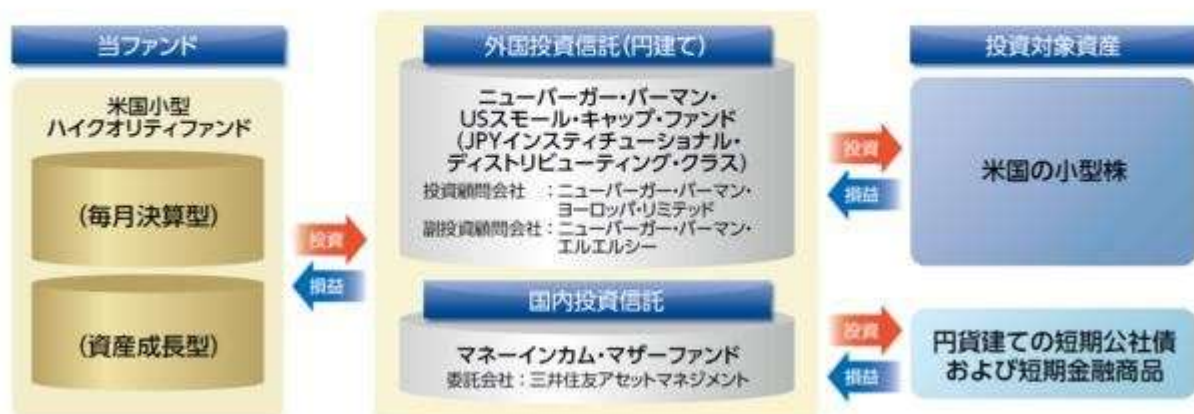 当ファンド
米国小型
ハイクオリティファンド
(毎月決算型)
(資産成長型)
投資
損益
外国投資信託(円建て)
ニューバーガー・バーマン・
USスモール・キャップ・ファンド
(JPYインスティチューショナル・
ディストリビューティング・クラス)
投資顧問会社 :ニューバーガー・バーマン・
ヨーロッパ・リミテッド
副投資顧問会社:ニューバーガー・バーマン・
エルエルシー
国内投資信託
マネーインカム・マザーファンド
委託会社:三井住友アセットマネジメント
投資
損益
投資
損益
投資対象資産
米国の小型株
円貨建ての短期公社債
および短期金融商品